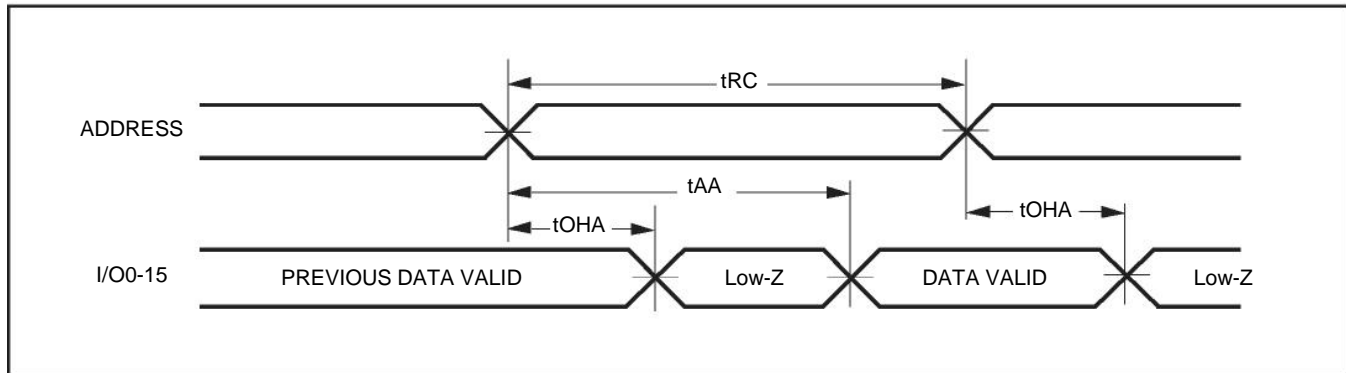 tRC
ADDRESS
tAA
tOHA
tOHA
I/O0-15
PREVIOUS DATA VALID
Low-Z
DATA VALID
Low-Z